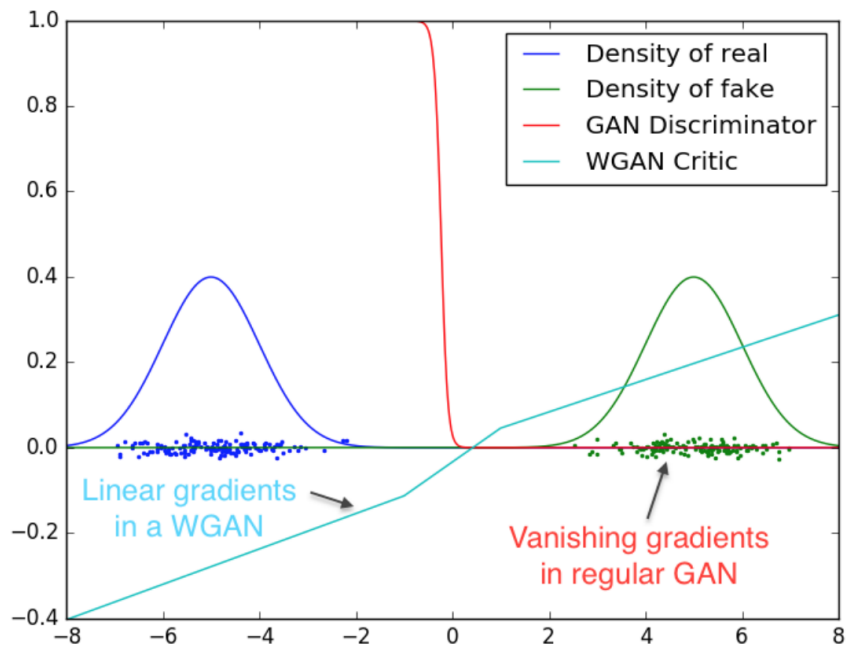 1.0
0.8
0.6
0.4
0.2
0.0
−0.2
−0.4
−8
−6
−4
−2
0
2
4
6
8
Density of real
Density of fake
GAN Discriminator
WGAN Critic
Linear gradients
in a WGAN
Vanishing gradients
in regular GAN